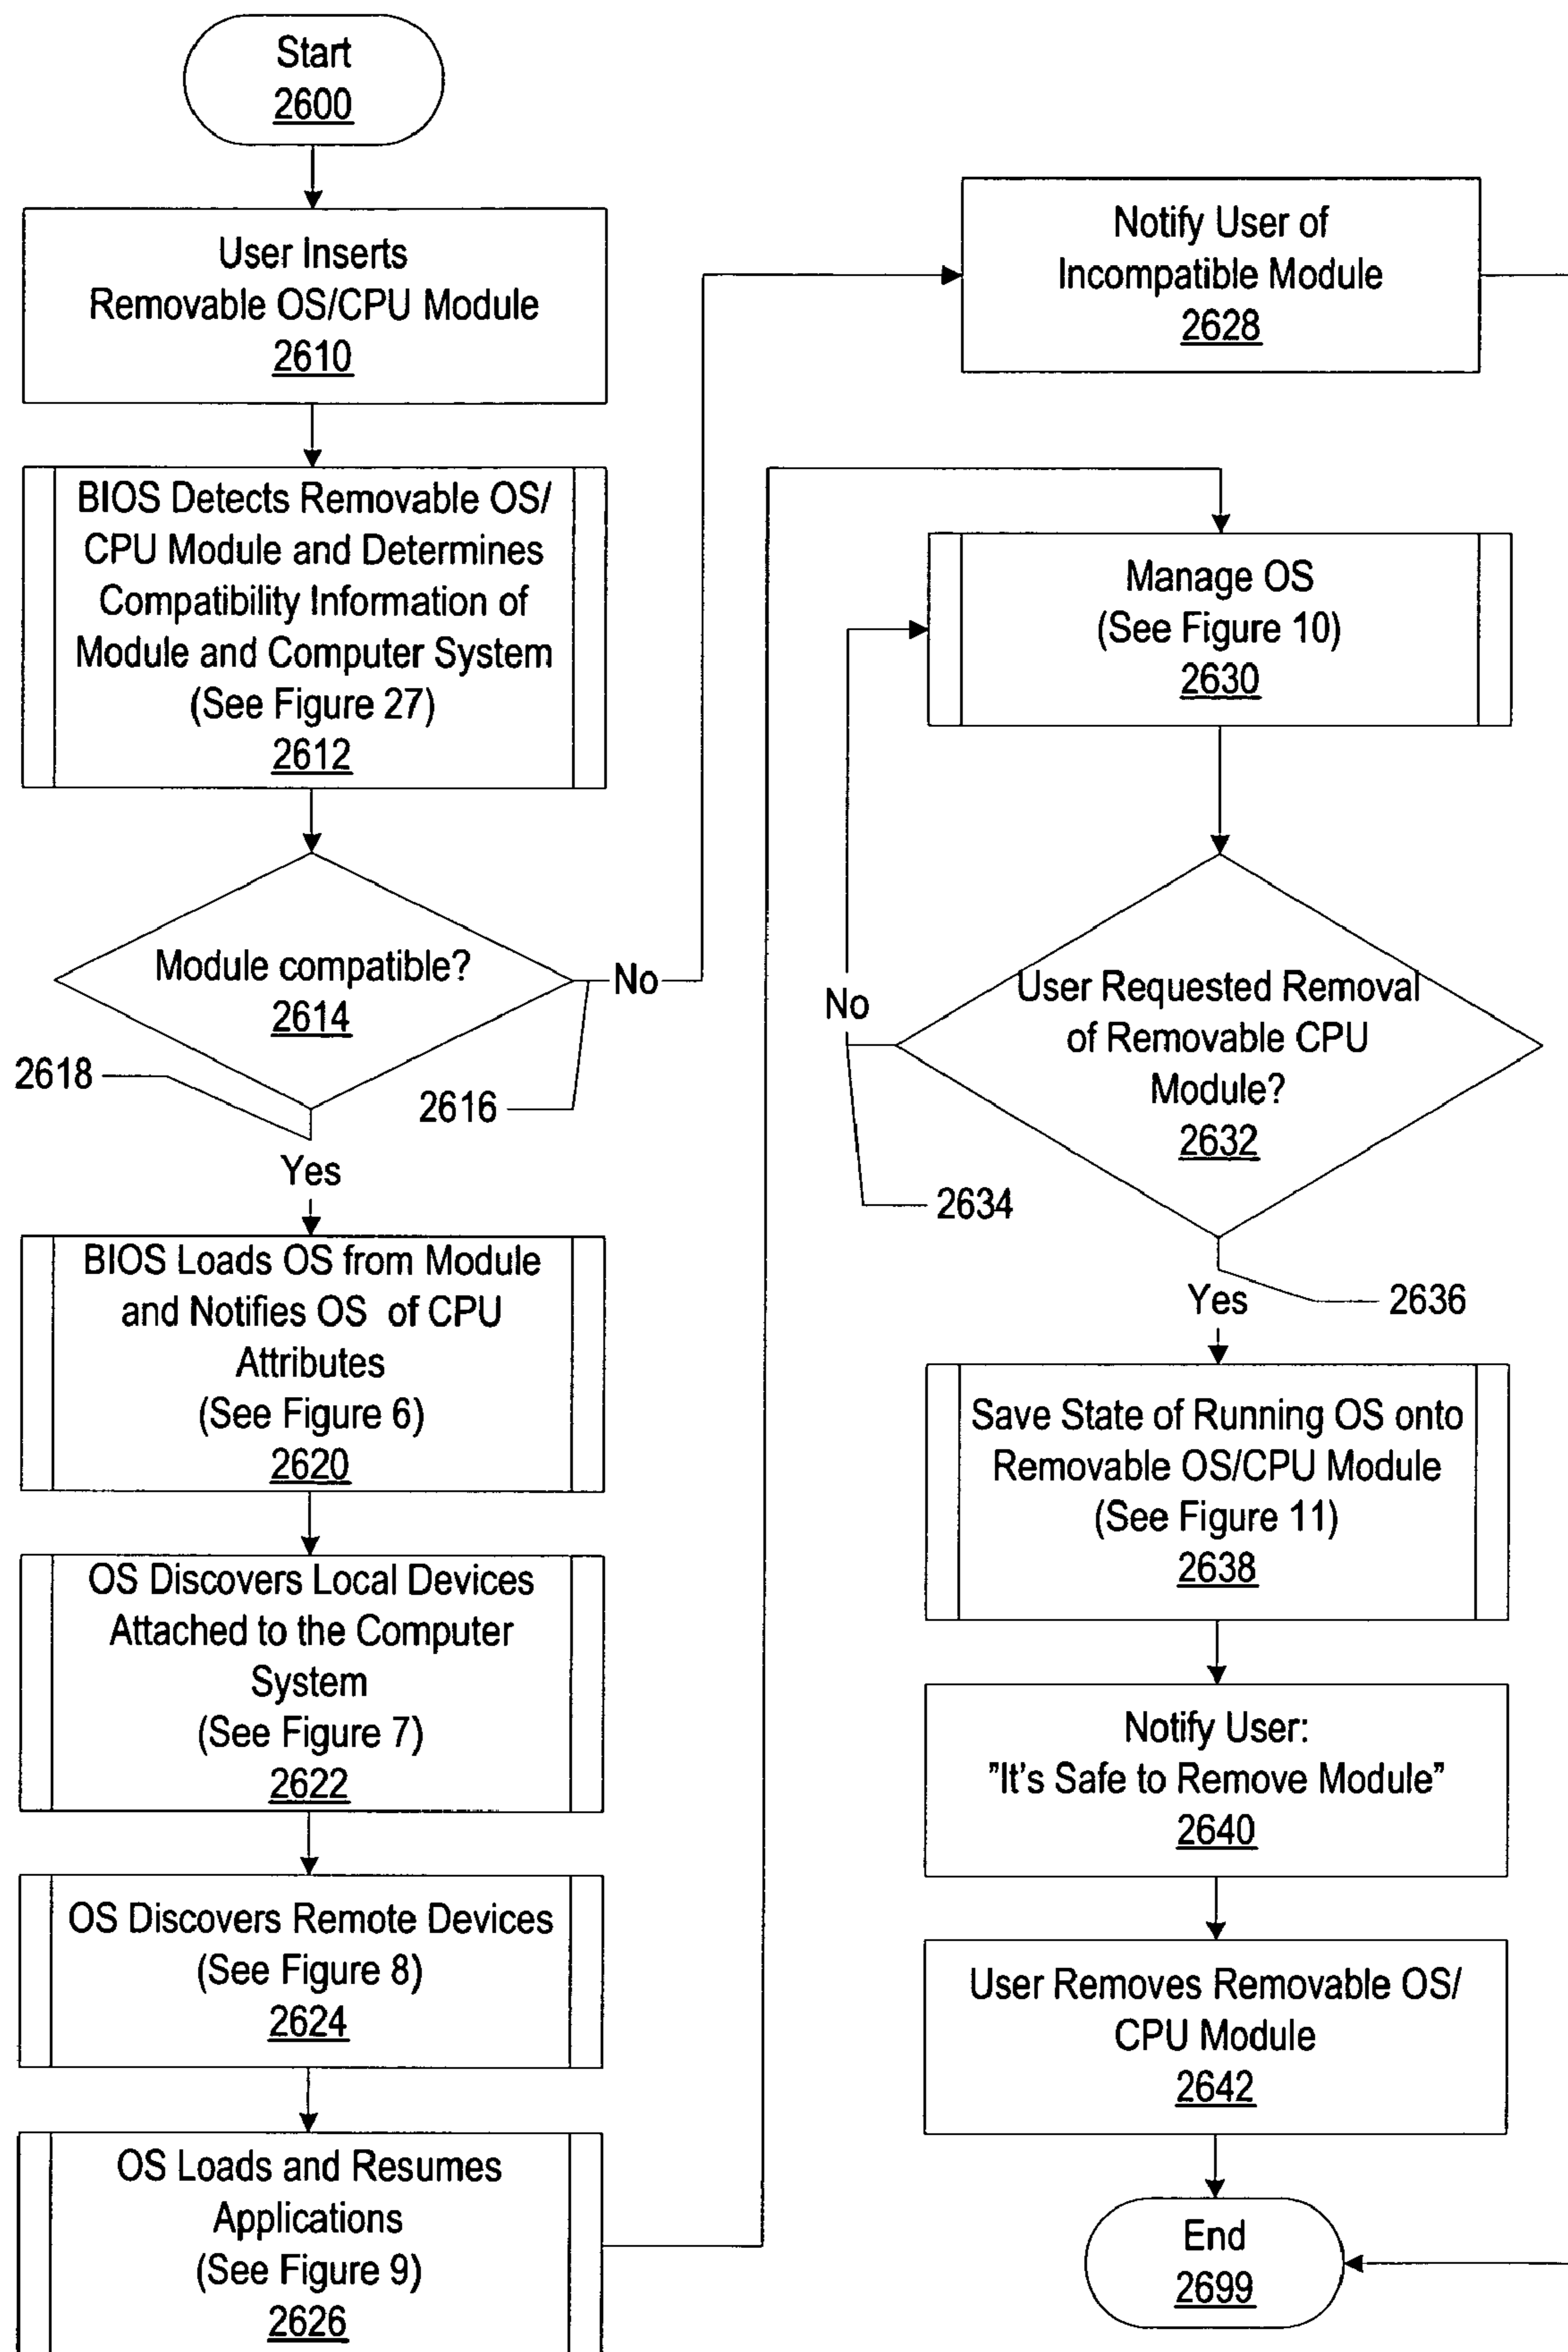 Start
2600
User Inserts
Removable OS/CPU Module
2610
BIOS Detects Removable OS/
CPU Module and Determines
Compatibility Information of
Module and Computer System
(See Figure 27)
2612
Module compatible?
2614
No
2616
2618
Yes
BIOS Loads OS from Module
and Notifies OS of CPU
Attributes
(See Figure 6)
2620
OS Discovers Local Devices
Attached to the Computer
System
(See Figure 7)
2622
OS Discovers Remote Devices
(See Figure 8)
2624
OS Loads and Resumes
Applications
(See Figure 9)
2626
Notify User of
Incompatible Module
2628
Manage OS
(See Figure 10)
2630
User Requested Removal
of Removable CPU
Module?
2632
No
2634
Yes
2636
Save State of Running OS onto
Removable OS/CPU Module
(See Figure 11)
2638
Notify User:
”It's Safe to Remove Module”
2640
User Removes Removable OS/
CPU Module
2642
End
2699